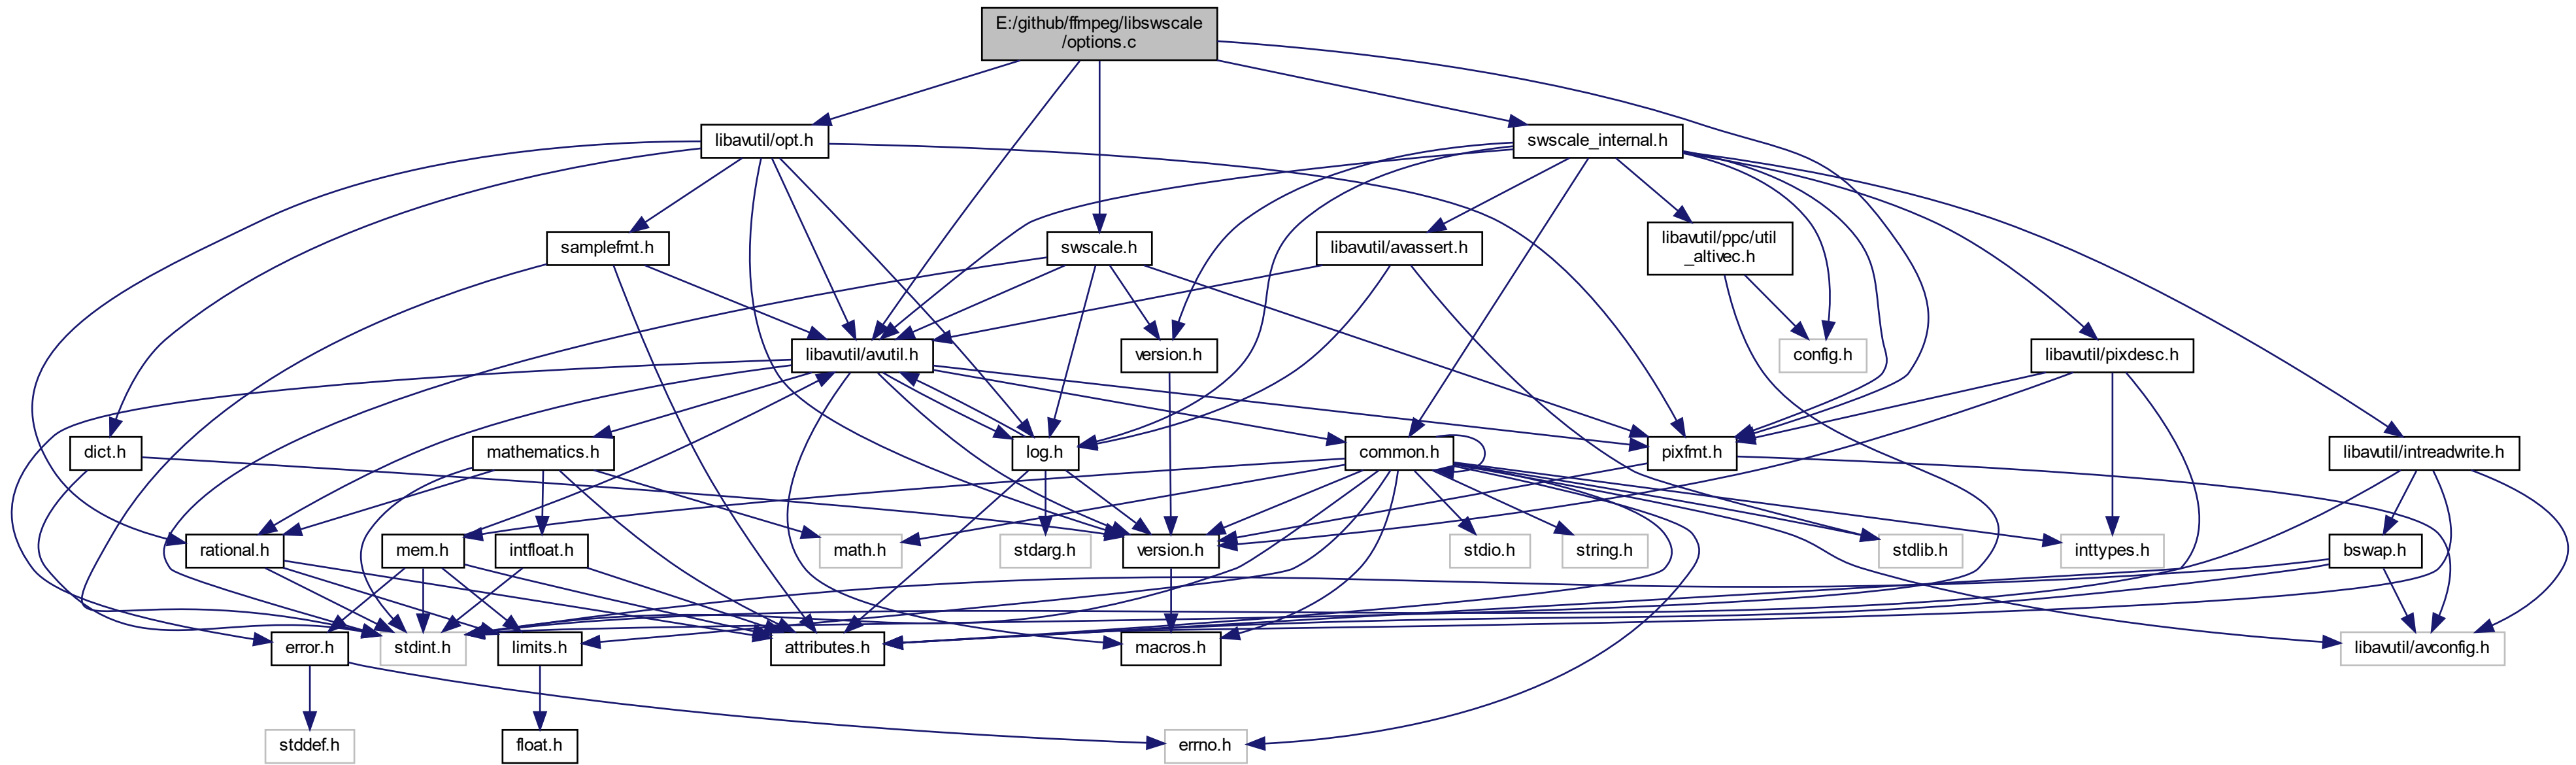 E:/github/ffmpeg/libswscale
/options.c
libavutil/opt.h
swscale_internal.h
samplefmt.h
swscale.h
libavutil/avassert.h
libavutil/ppc/util
_altivec.h
libavutil/avutil.h
version.h
config.h
libavutil/pixdesc.h
dict.h
mathematics.h
log.h
common.h
pixfmt.h
libavutil/intreadwrite.h
rational.h
mem.h
intfloat.h
math.h
stdarg.h
version.h
stdio.h
string.h
stdlib.h
inttypes.h
bswap.h
error.h
stdint.h
limits.h
attributes.h
macros.h
libavutil/avconfig.h
stddef.h
float.h
errno.h